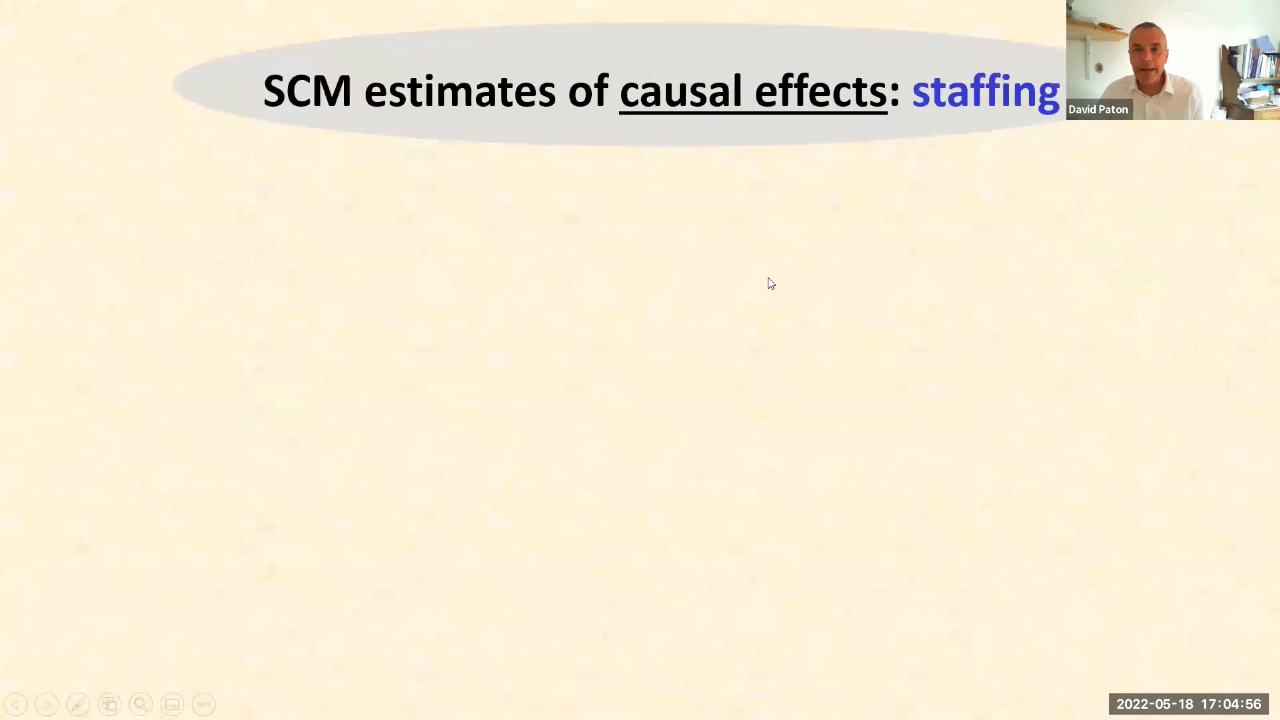 SCM estimates of causal effects: staffing
David Paton
2022-05-18 17:04:56